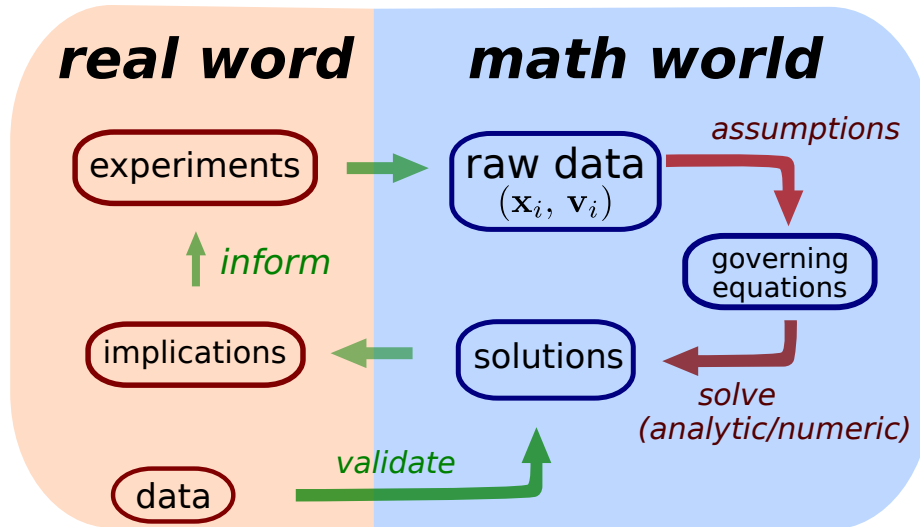 real word
math world
assumptions
experiments
raw data
(x_i, v_i)
inform
governing
equations
implications
solutions
solve
(analytic/numeric)
validate
data